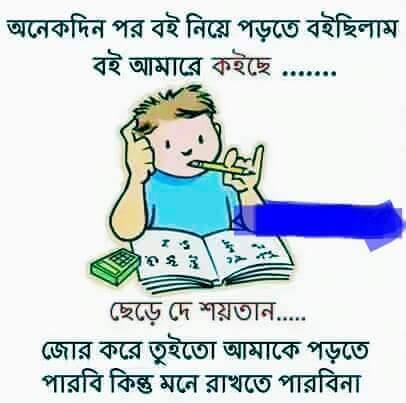 অনেকদিন পর বই নিয়ে পড়তে বইছিলাম
বই আমারে কইছে .......
ছেড়ে দে শয়তান.....
জোর করে তুইতো আমাকে পড়তে
পারবি কিন্তু মনে রাখতে পারবিনা